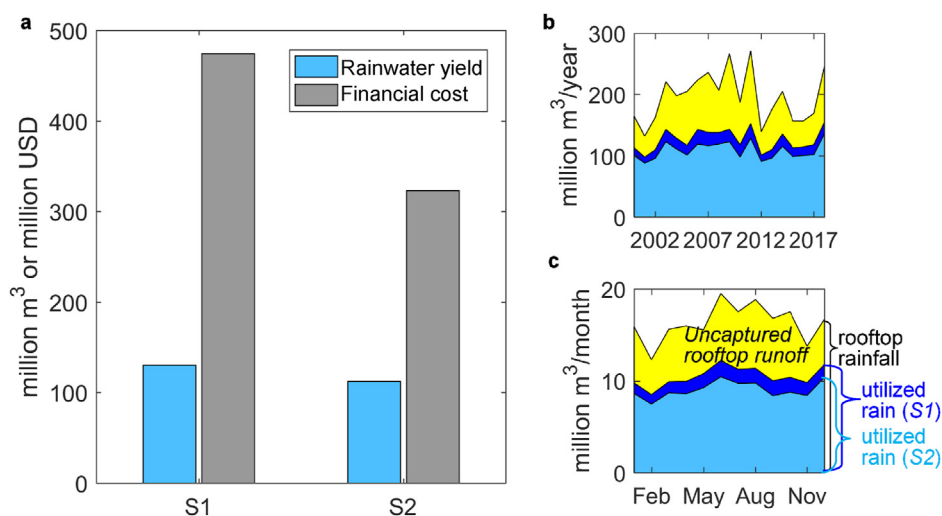 a
million m³ or million USD
500
400
300
200
100
0
S1
S2
Rainwater yield
Financial cost
b
million m³/year
300
200
100
0
2002
2007
2012
2017
c
million m³/month
20
10
0
Feb
May
Aug
Nov
Uncaptured
rooftop runoff
rooftop
rainfall
utilized
rain (S1)
utilized
rain (S2)